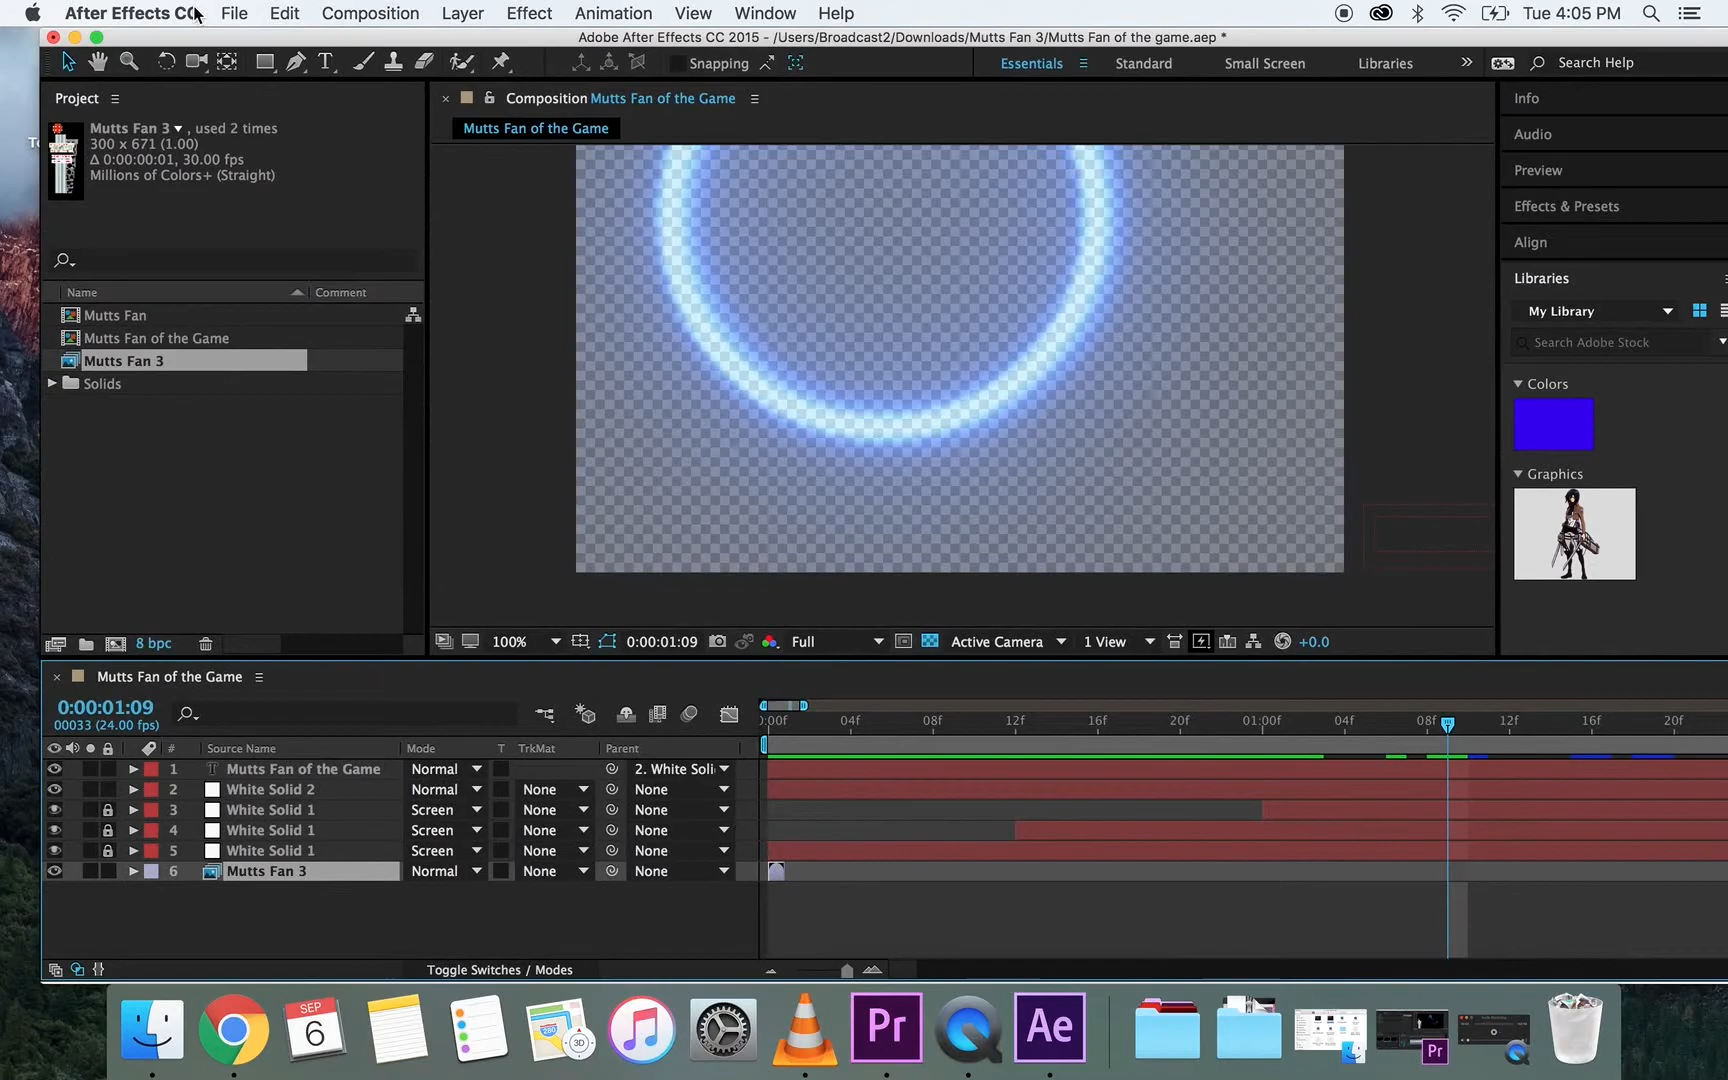 After Effects CC File Edit Composition Layer Effect Animation View Window Help Tue 4:05 PM
Adobe After Effects CC 2015 - /Users/Broadcast2/Downloads/Mutts Fan 3/Mutts Fan of the game.aep *
Snapping Essentials Standard Small Screen Libraries Search Help
Project
Mutts Fan 3 , used 2 times
300 x 671 (1.00)
Δ 0:00:00:01, 30.00 fps
Millions of Colors+ (Straight)
Name Comment
Mutts Fan
Mutts Fan of the Game
Mutts Fan 3
Solids
8 bpc
Composition Mutts Fan of the Game
Mutts Fan of the Game
100% 0:00:01:09 Full Active Camera 1 View +0.0
Info
Audio
Preview
Effects & Presets
Align
Libraries
My Library
Search Adobe Stock
Colors
Graphics
Mutts Fan of the Game
0:00:01:09
00033 (24.00 fps)
0:00f 04f 08f 12f 16f 20f 01:00f 04f 08f 12f 16f 20f
# Source Name Mode T TrkMat Parent
1 T Mutts Fan of the Game Normal 2. White Soli
2 White Solid 2 Normal None None
3 White Solid 1 Screen None None
4 White Solid 1 Screen None None
5 White Solid 1 Screen None None
6 Mutts Fan 3 Normal None None
Toggle Switches / Modes
SEP
6
280
3D
Pr
Ae
Pr